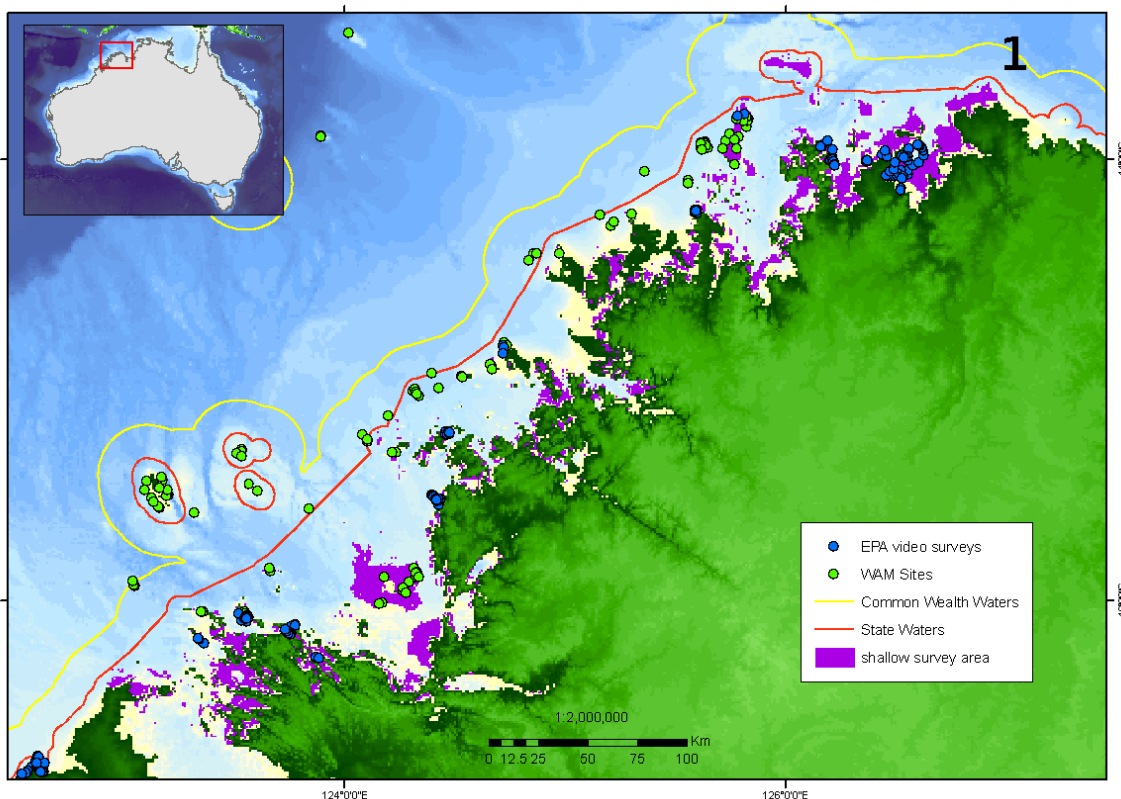 1
EPA video surveys
WAM Sites
Common Wealth Waters
State Waters
shallow survey area
1:2,000,000
Km
0 12.5 25 50 75 100
124°0'0"E
126°0'0"E